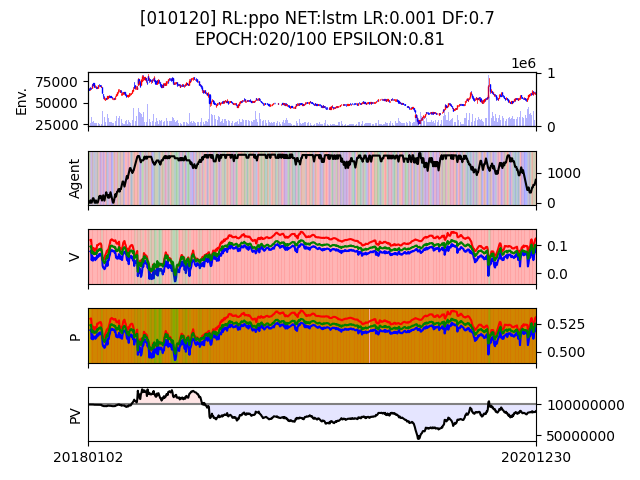 [010120] RL:ppo NET:lstm LR:0.001 DF:0.7
EPOCH:020/100 EPSILON:0.81
1e6
75000
50000
25000
Env.
1
0
Agent
1000
0
V
0.1
0.0
P
0.525
0.500
PV
100000000
50000000
20180102
20201230